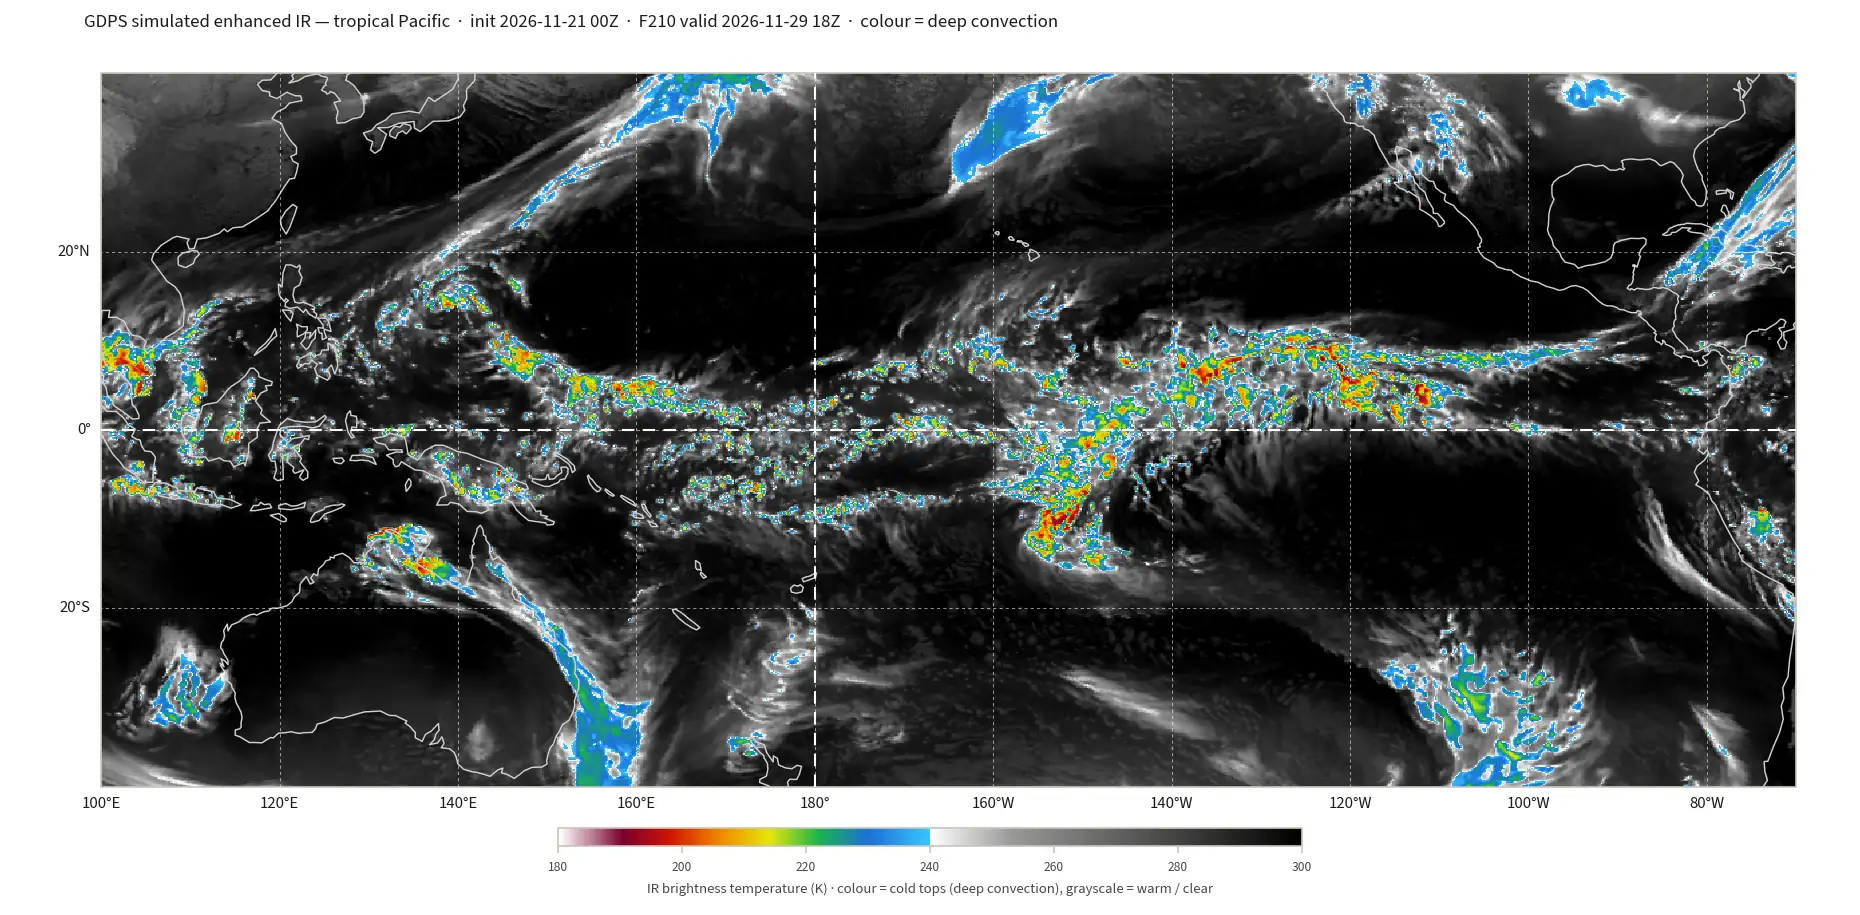 GDPS simulated enhanced IR — tropical Pacific · init 2026-11-21 00Z · F210 valid 2026-11-29 18Z · colour = deep convection
20°N
0°
20°S
100°E 120°E 140°E 160°E 180° 160°W 140°W 120°W 100°W 80°W
180 200 220 240 260 280 300
IR brightness temperature (K) · colour = cold tops (deep convection), grayscale = warm / clear